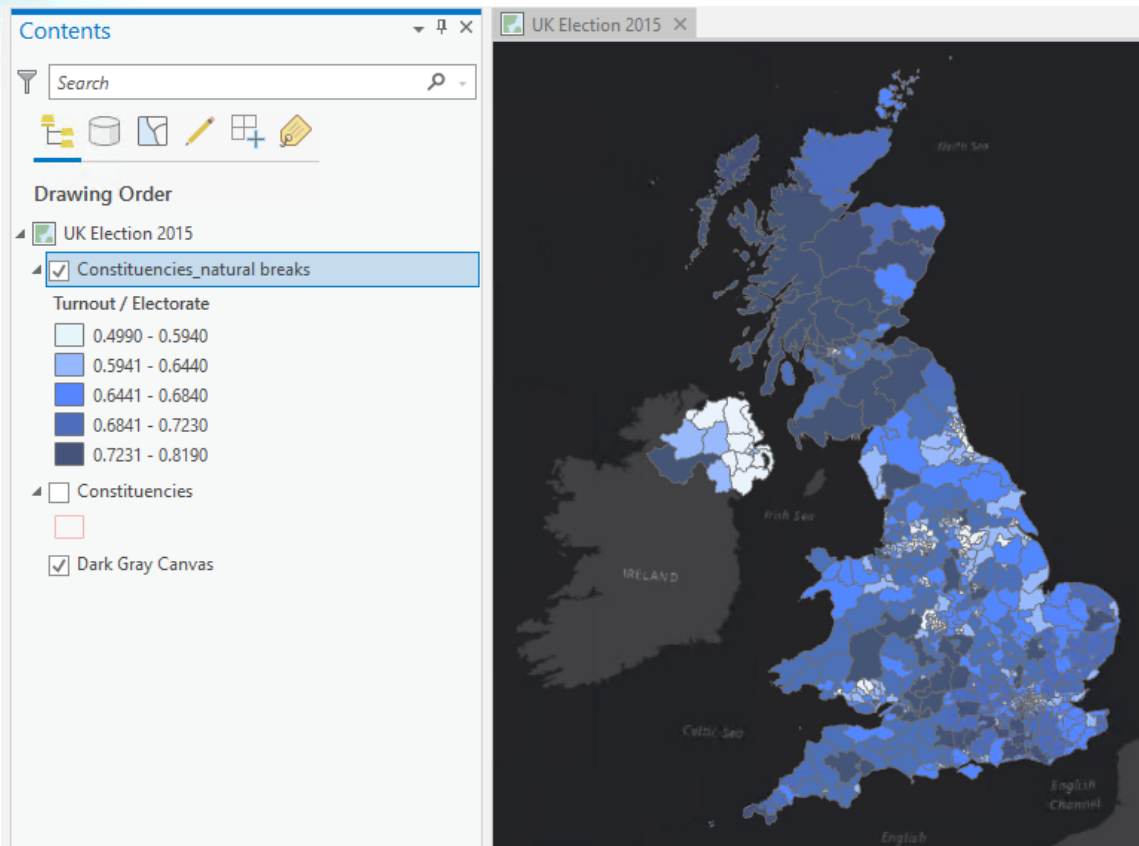 Contents
Search
Drawing Order
UK Election 2015
Constituencies_natural breaks
Turnout / Electorate
0.4990 - 0.5940
0.5941 - 0.6440
0.6441 - 0.6840
0.6841 - 0.7230
0.7231 - 0.8190
Constituencies
Dark Gray Canvas
UK Election 2015
North Sea
Irish Sea
IRELAND
Celtic Sea
English
Channel
English